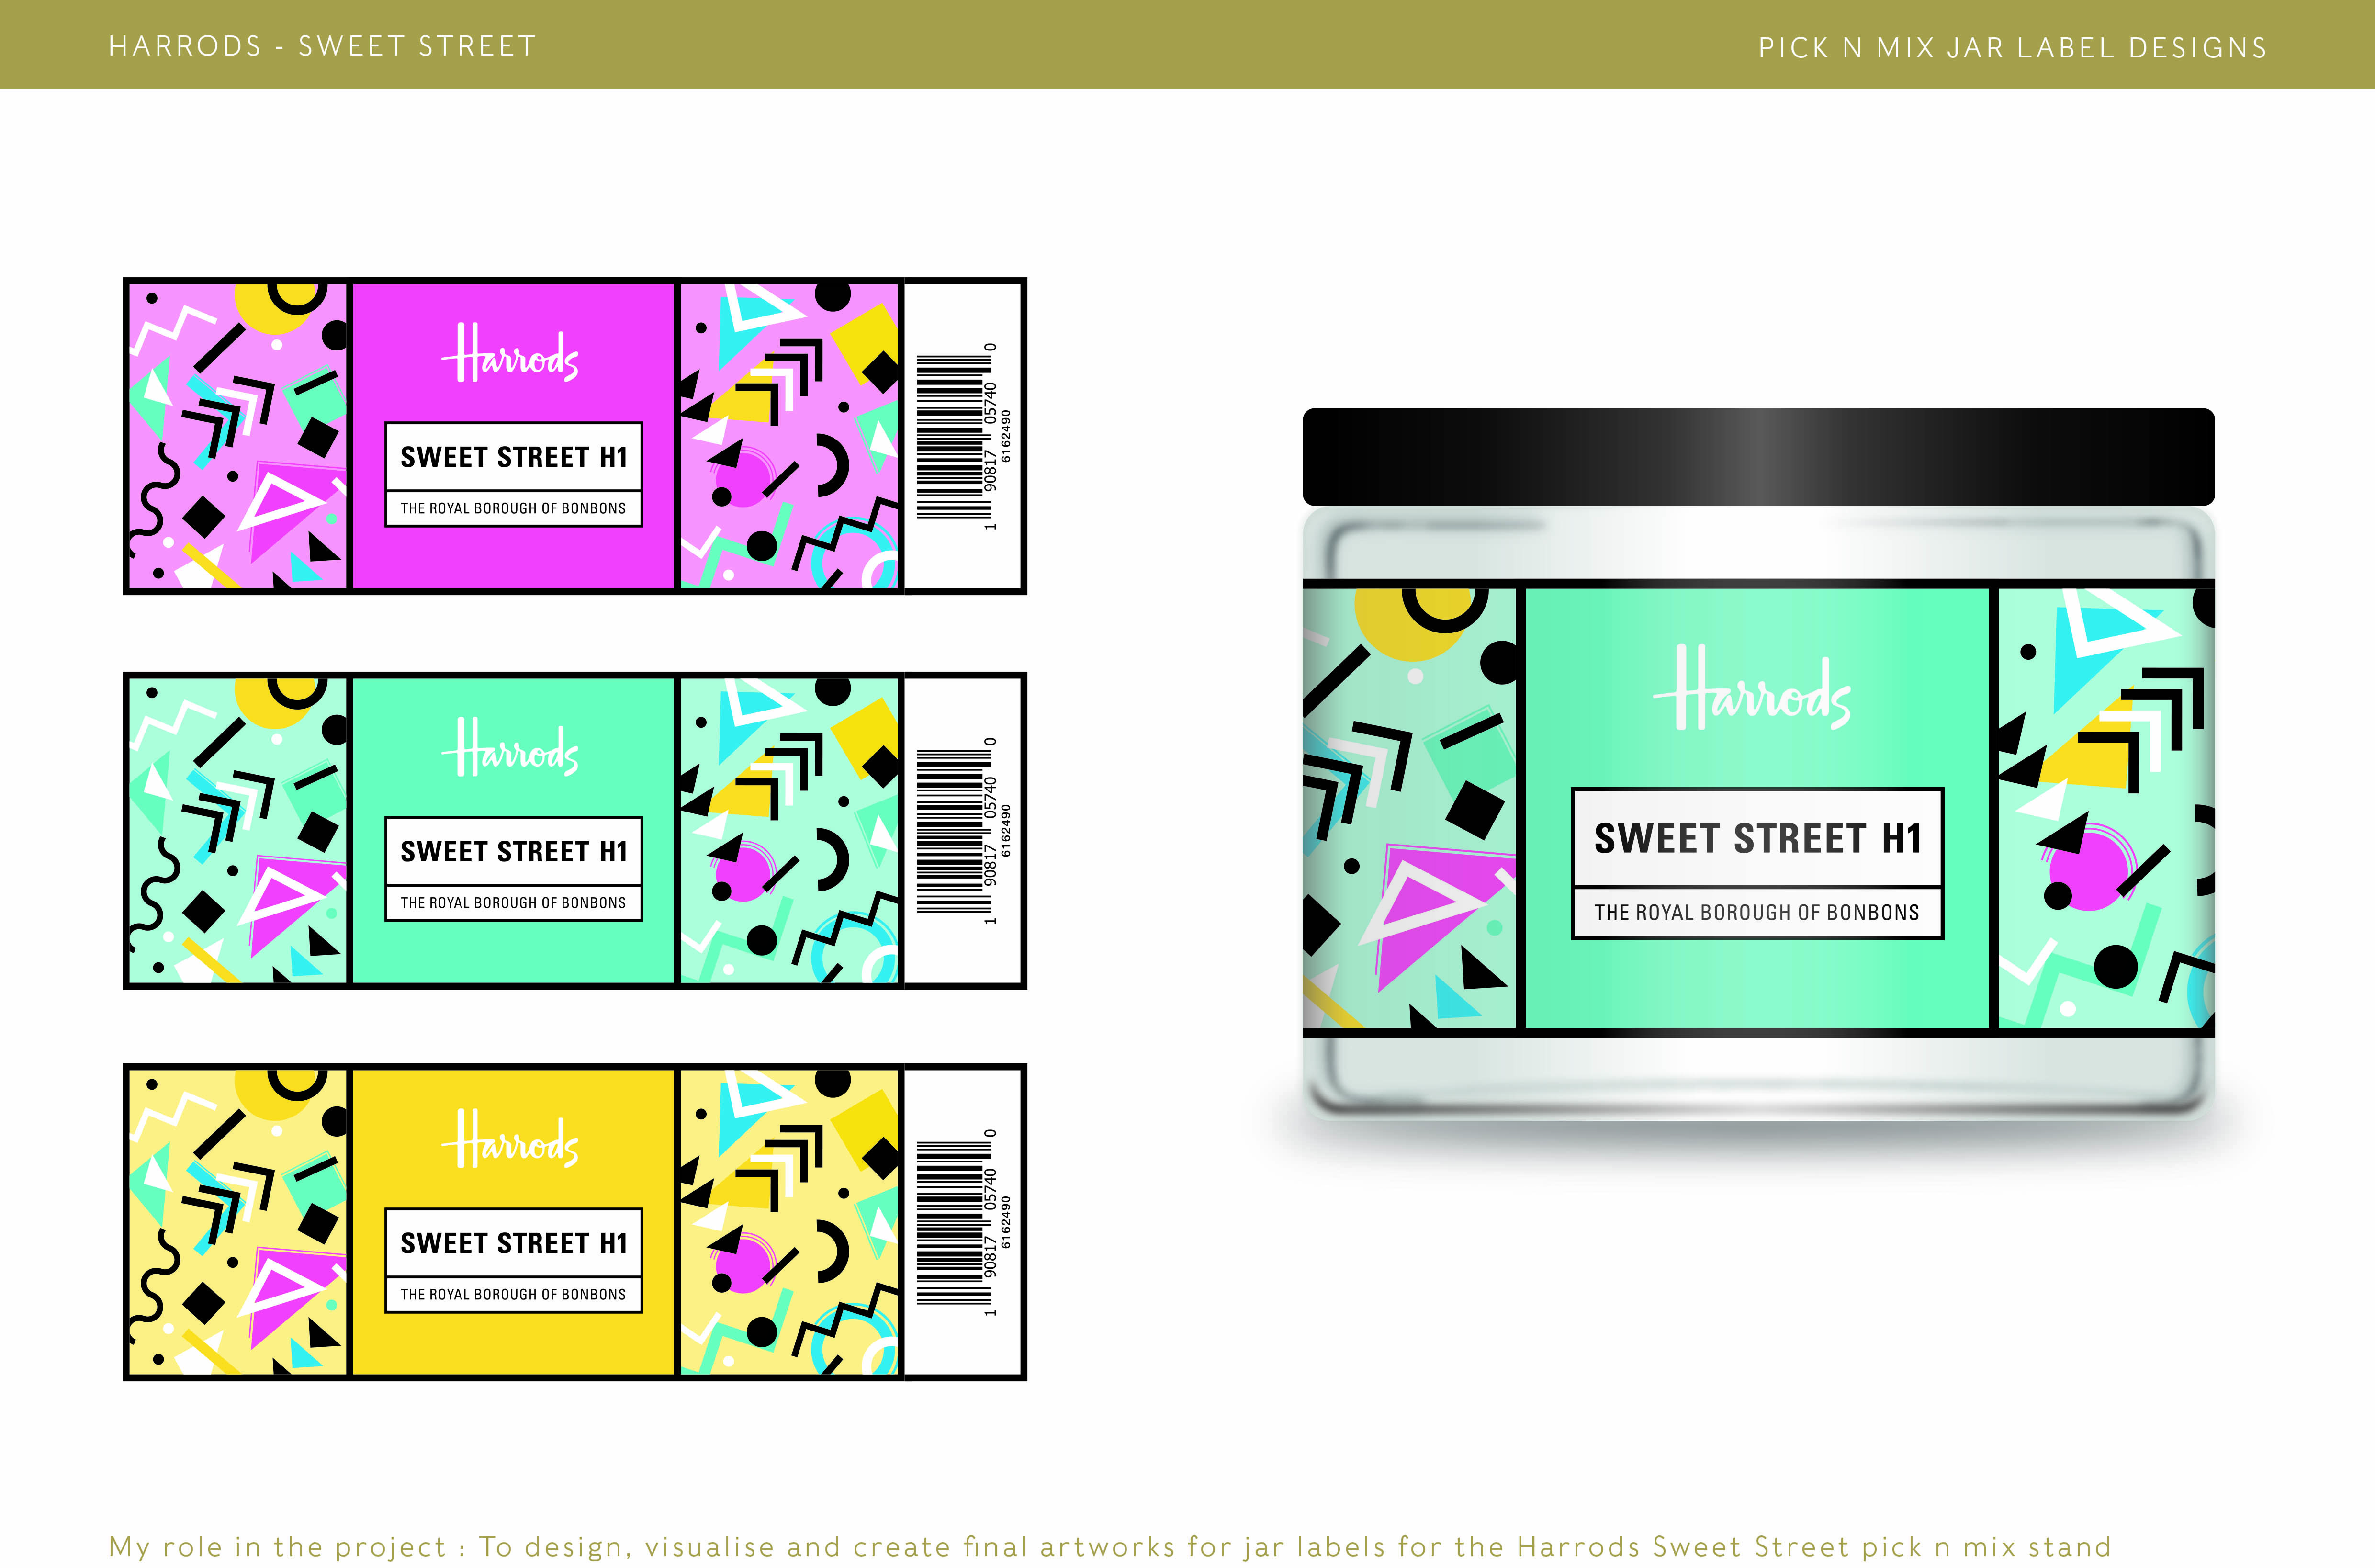 HARRODS - SWEET STREET
PICK N MIX JAR LABEL DESIGNS
Harrods
SWEET STREET H1
THE ROYAL BOROUGH OF BONBONS
1 90817 05740 0
6162490
Harrods
SWEET STREET H1
THE ROYAL BOROUGH OF BONBONS
1 90817 05740 0
6162490
Harrods
SWEET STREET H1
THE ROYAL BOROUGH OF BONBONS
1 90817 05740 0
6162490
Harrods
SWEET STREET H1
THE ROYAL BOROUGH OF BONBONS
My role in the project : To design, visualise and create final artworks for jar labels for the Harrods Sweet Street pick n mix stand